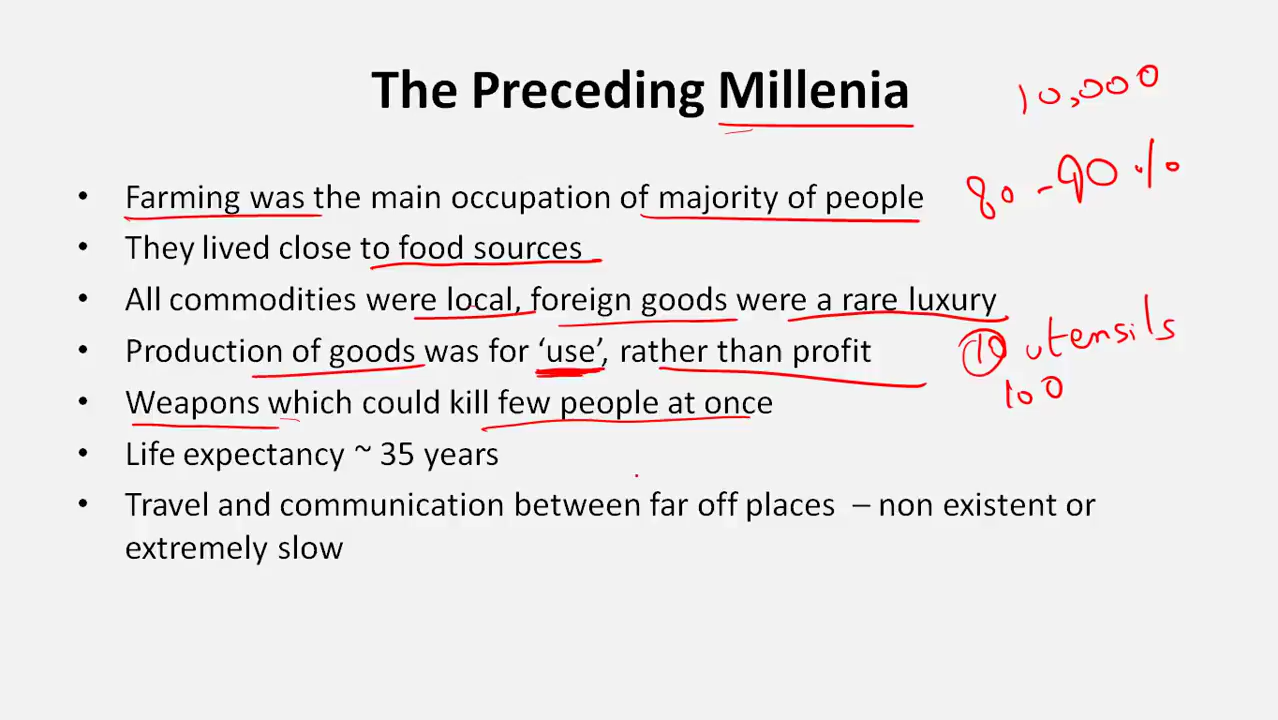 The Preceding Millenia
10,000
• Farming was the main occupation of majority of people
80-90%
• They lived close to food sources
• All commodities were local, foreign goods were a rare luxury
• Production of goods was for ‘use’, rather than profit
10 utensils
100
• Weapons which could kill few people at once
• Life expectancy ~ 35 years
• Travel and communication between far off places – non existent or
extremely slow